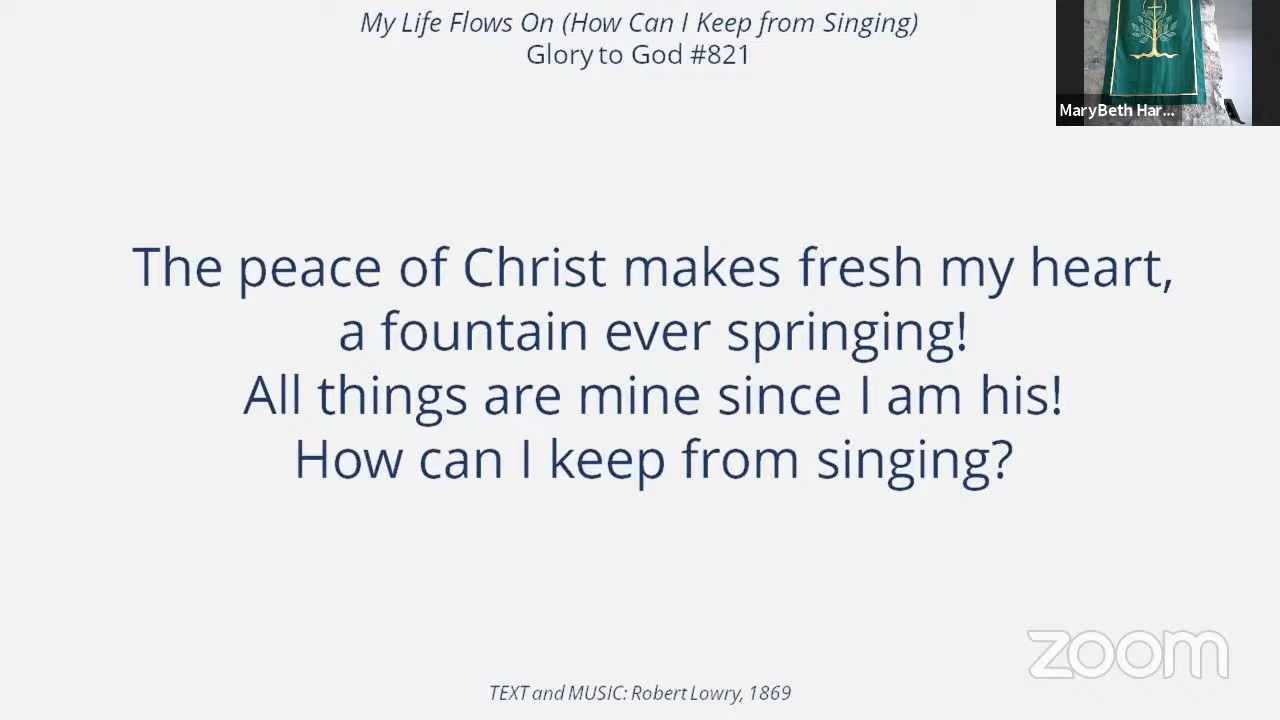 My Life Flows On (How Can I Keep from Singing)
Glory to God #821
MaryBeth Har...
The peace of Christ makes fresh my heart,
a fountain ever springing!
All things are mine since I am his!
How can I keep from singing?
zoom
TEXT and MUSIC: Robert Lowry, 1869